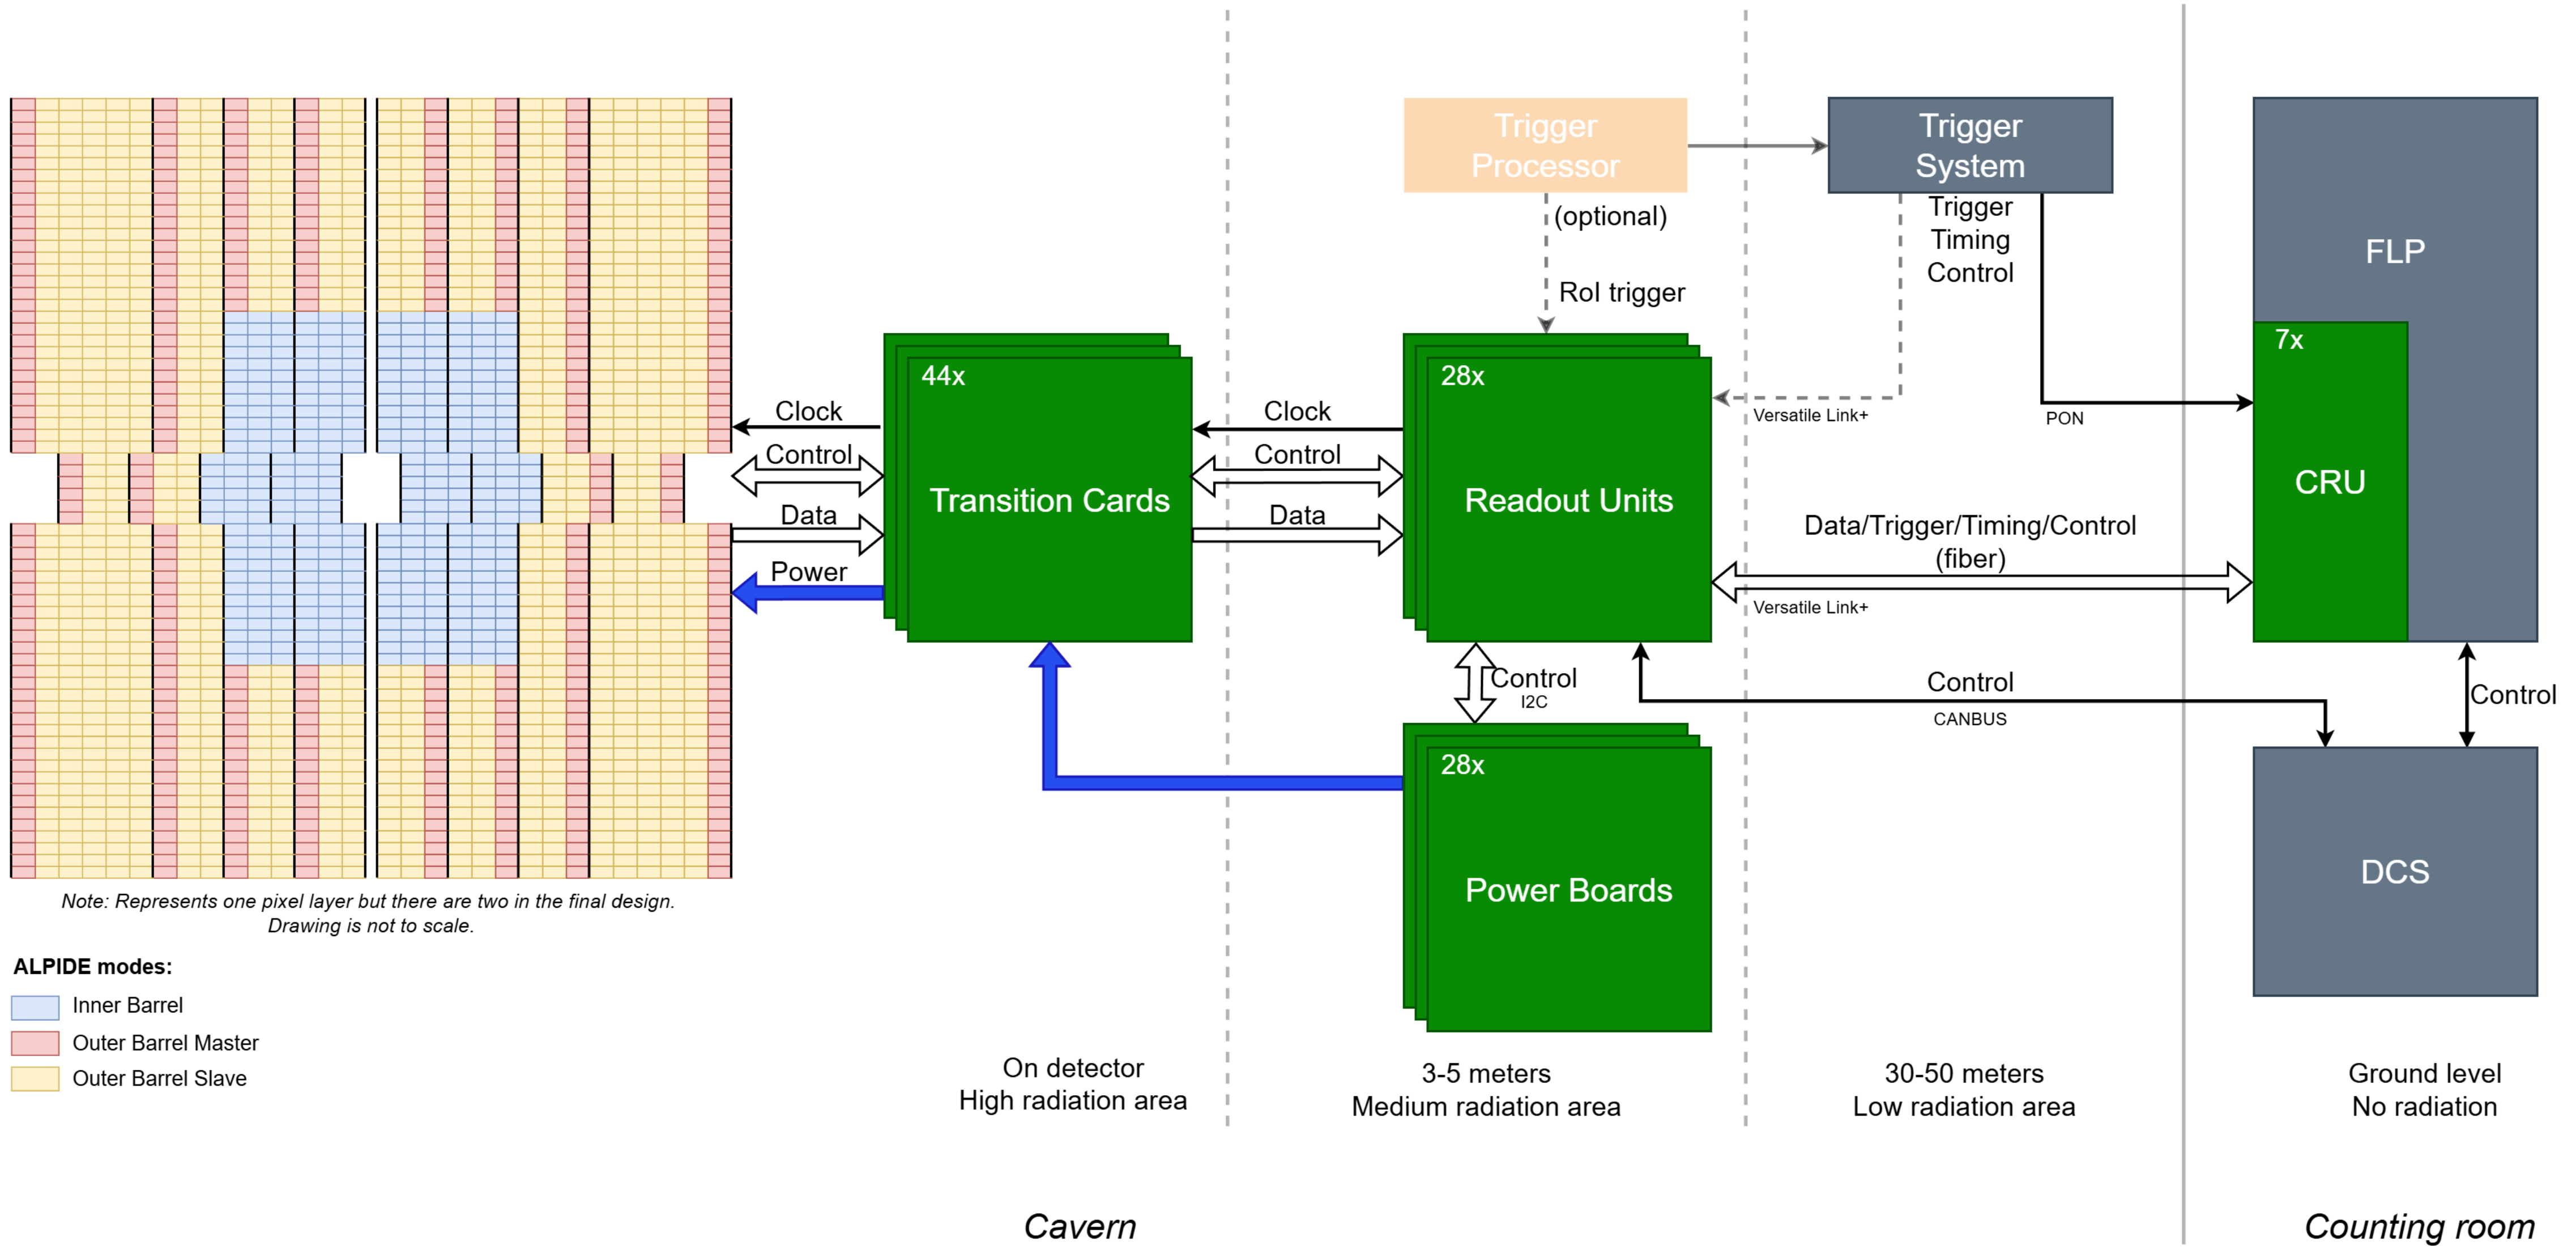 Trigger
Processor
(optional)
RoI trigger
Trigger
System
Trigger
Timing
Control
Versatile Link+
PON
FLP
7x
CRU
Clock
Control
Data
Power
44x
Transition Cards
Clock
Control
Data
28x
Readout Units
Data/Trigger/Timing/Control
(fiber)
Versatile Link+
Control
I2C
Control
CANBUS
Control
28x
Power Boards
DCS
Note: Represents one pixel layer but there are two in the final design.
Drawing is not to scale.
ALPIDE modes:
Inner Barrel
Outer Barrel Master
Outer Barrel Slave
On detector
High radiation area
3-5 meters
Medium radiation area
30-50 meters
Low radiation area
Ground level
No radiation
Cavern
Counting room